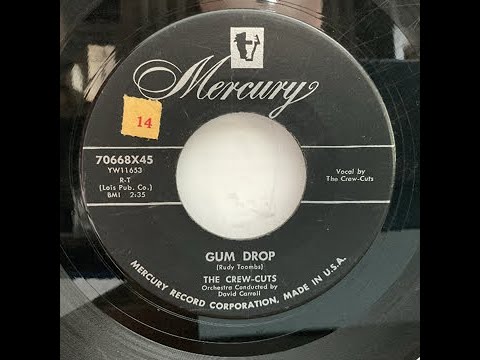 Mercury
14
70668X45
YW11653
R-T
(Lois Pub. Co.)
BMI 2:35
Vocal by
The Crew-Cuts
GUM DROP
(Rudy Toombs)
THE CREW-CUTS
Orchestra Conducted by
David Carroll
MERCURY RECORD CORPORATION, MADE IN U.S.A.